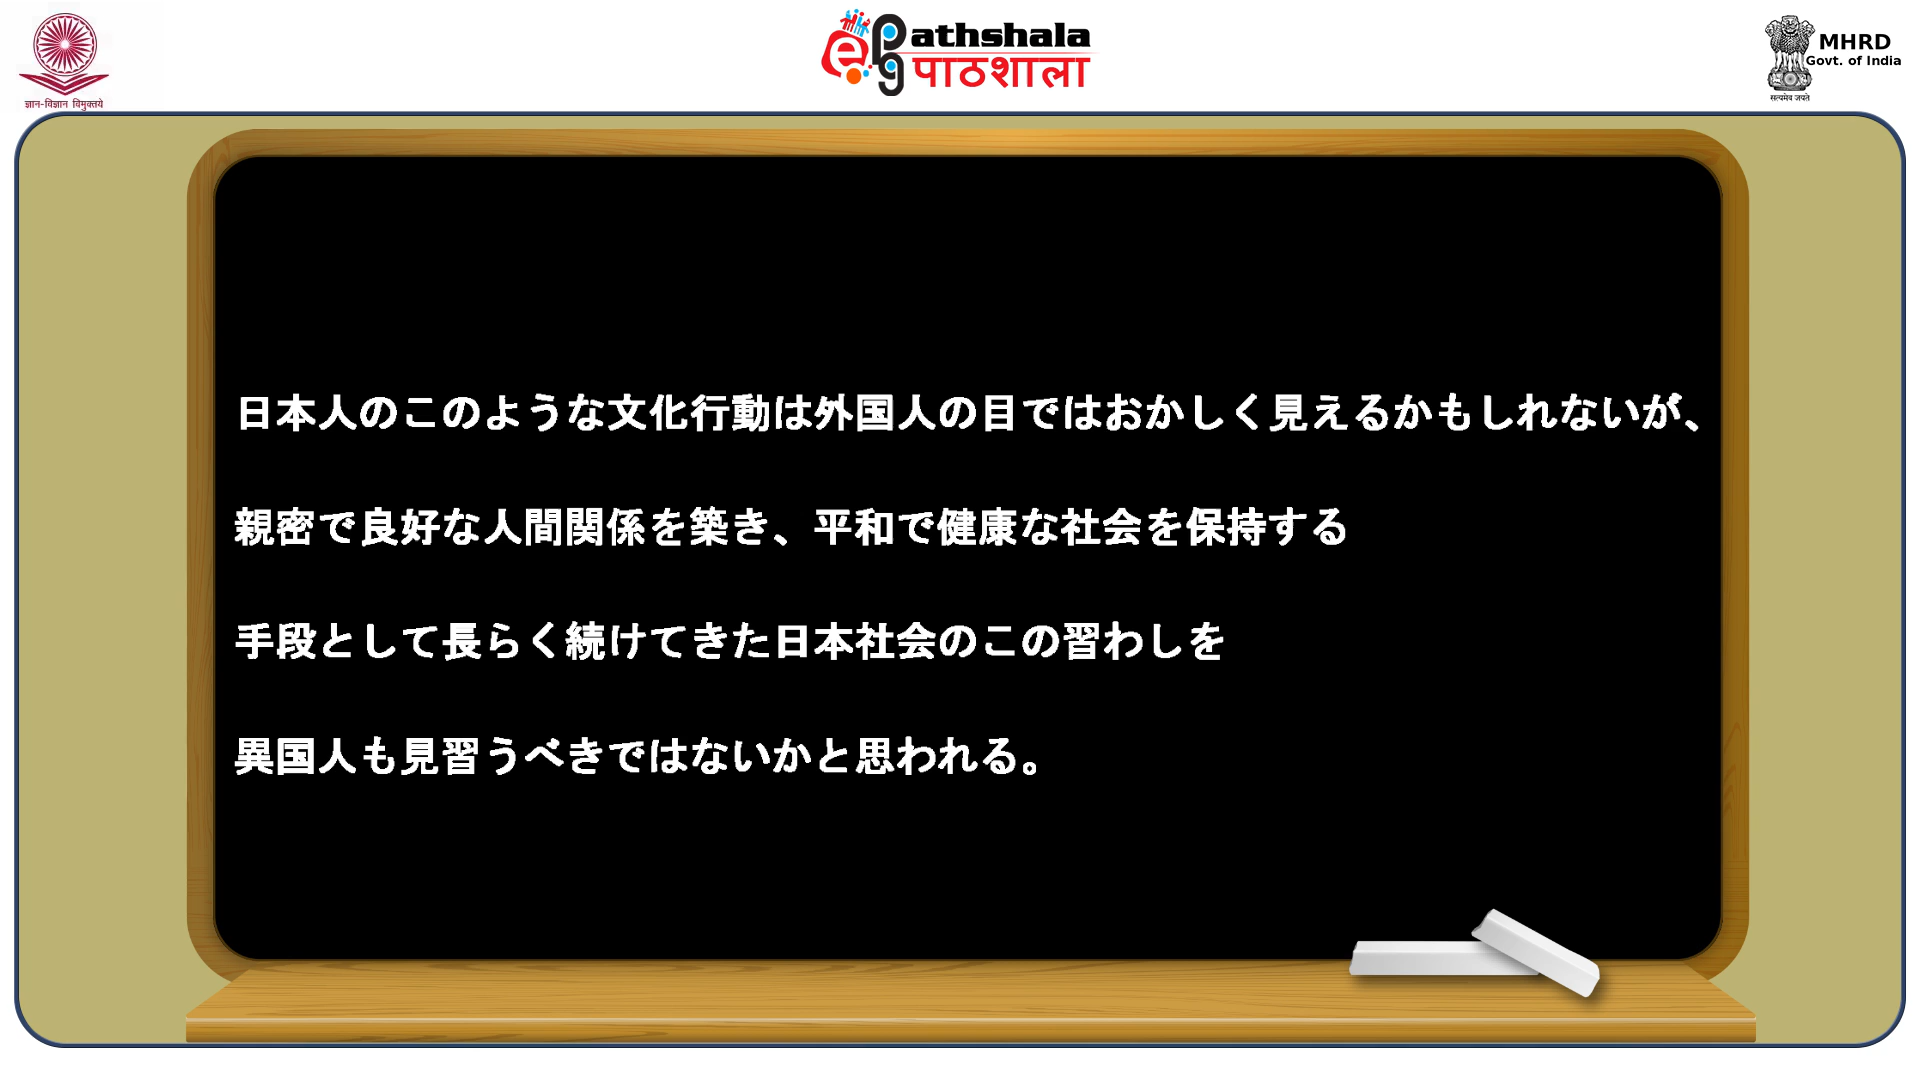 ज्ञान-विज्ञान विमुक्तये
ePathshala
पाठशाला
MHRD
Govt. of India
सत्यमेव जयते
日本人のこのような文化行動は外国人の目ではおかしく見えるかもしれないが、
親密で良好な人間関係を築き、平和で健康な社会を保持する
手段として長らく続けてきた日本社会のこの習わしを
異国人も見習うべきではないかと思われる。